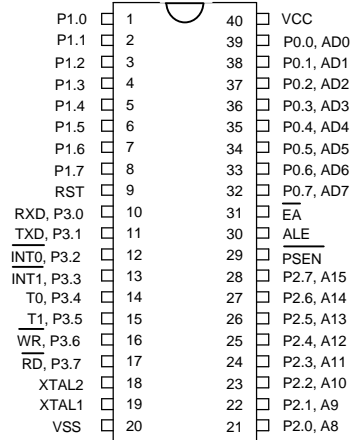 P1.0 1 40 VCC
P1.1 2 39 P0.0, AD0
P1.2 3 38 P0.1, AD1
P1.3 4 37 P0.2, AD2
P1.4 5 36 P0.3, AD3
P1.5 6 35 P0.4, AD4
P1.6 7 34 P0.5, AD5
P1.7 8 33 P0.6, AD6
RST 9 32 P0.7, AD7
RXD, P3.0 10 31 EA
TXD, P3.1 11 30 ALE
INT0, P3.2 12 29 PSEN
INT1, P3.3 13 28 P2.7, A15
T0, P3.4 14 27 P2.6, A14
T1, P3.5 15 26 P2.5, A13
WR, P3.6 16 25 P2.4, A12
RD, P3.7 17 24 P2.3, A11
XTAL2 18 23 P2.2, A10
XTAL1 19 22 P2.1, A9
VSS 20 21 P2.0, A8